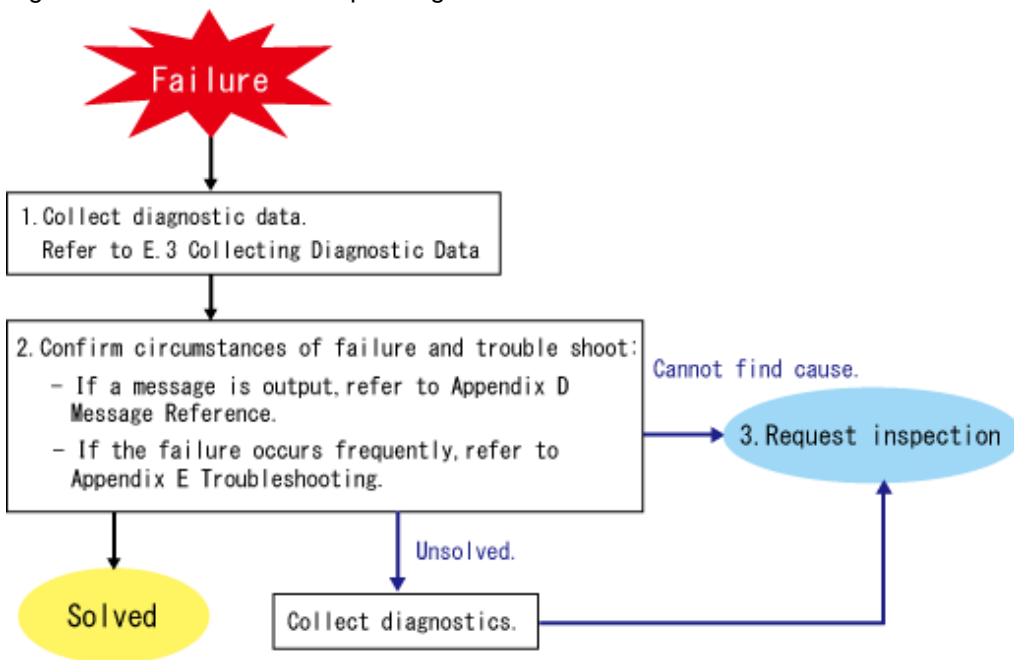 Failure
1. Collect diagnostic data.
Refer to E.3 Collecting Diagnostic Data
2. Confirm circumstances of failure and trouble shoot:
- If a message is output, refer to Appendix D
Message Reference.
- If the failure occurs frequently, refer to
Appendix E Troubleshooting.
Cannot find cause.
3. Request inspection
Unsolved.
Solved
Collect diagnostics.